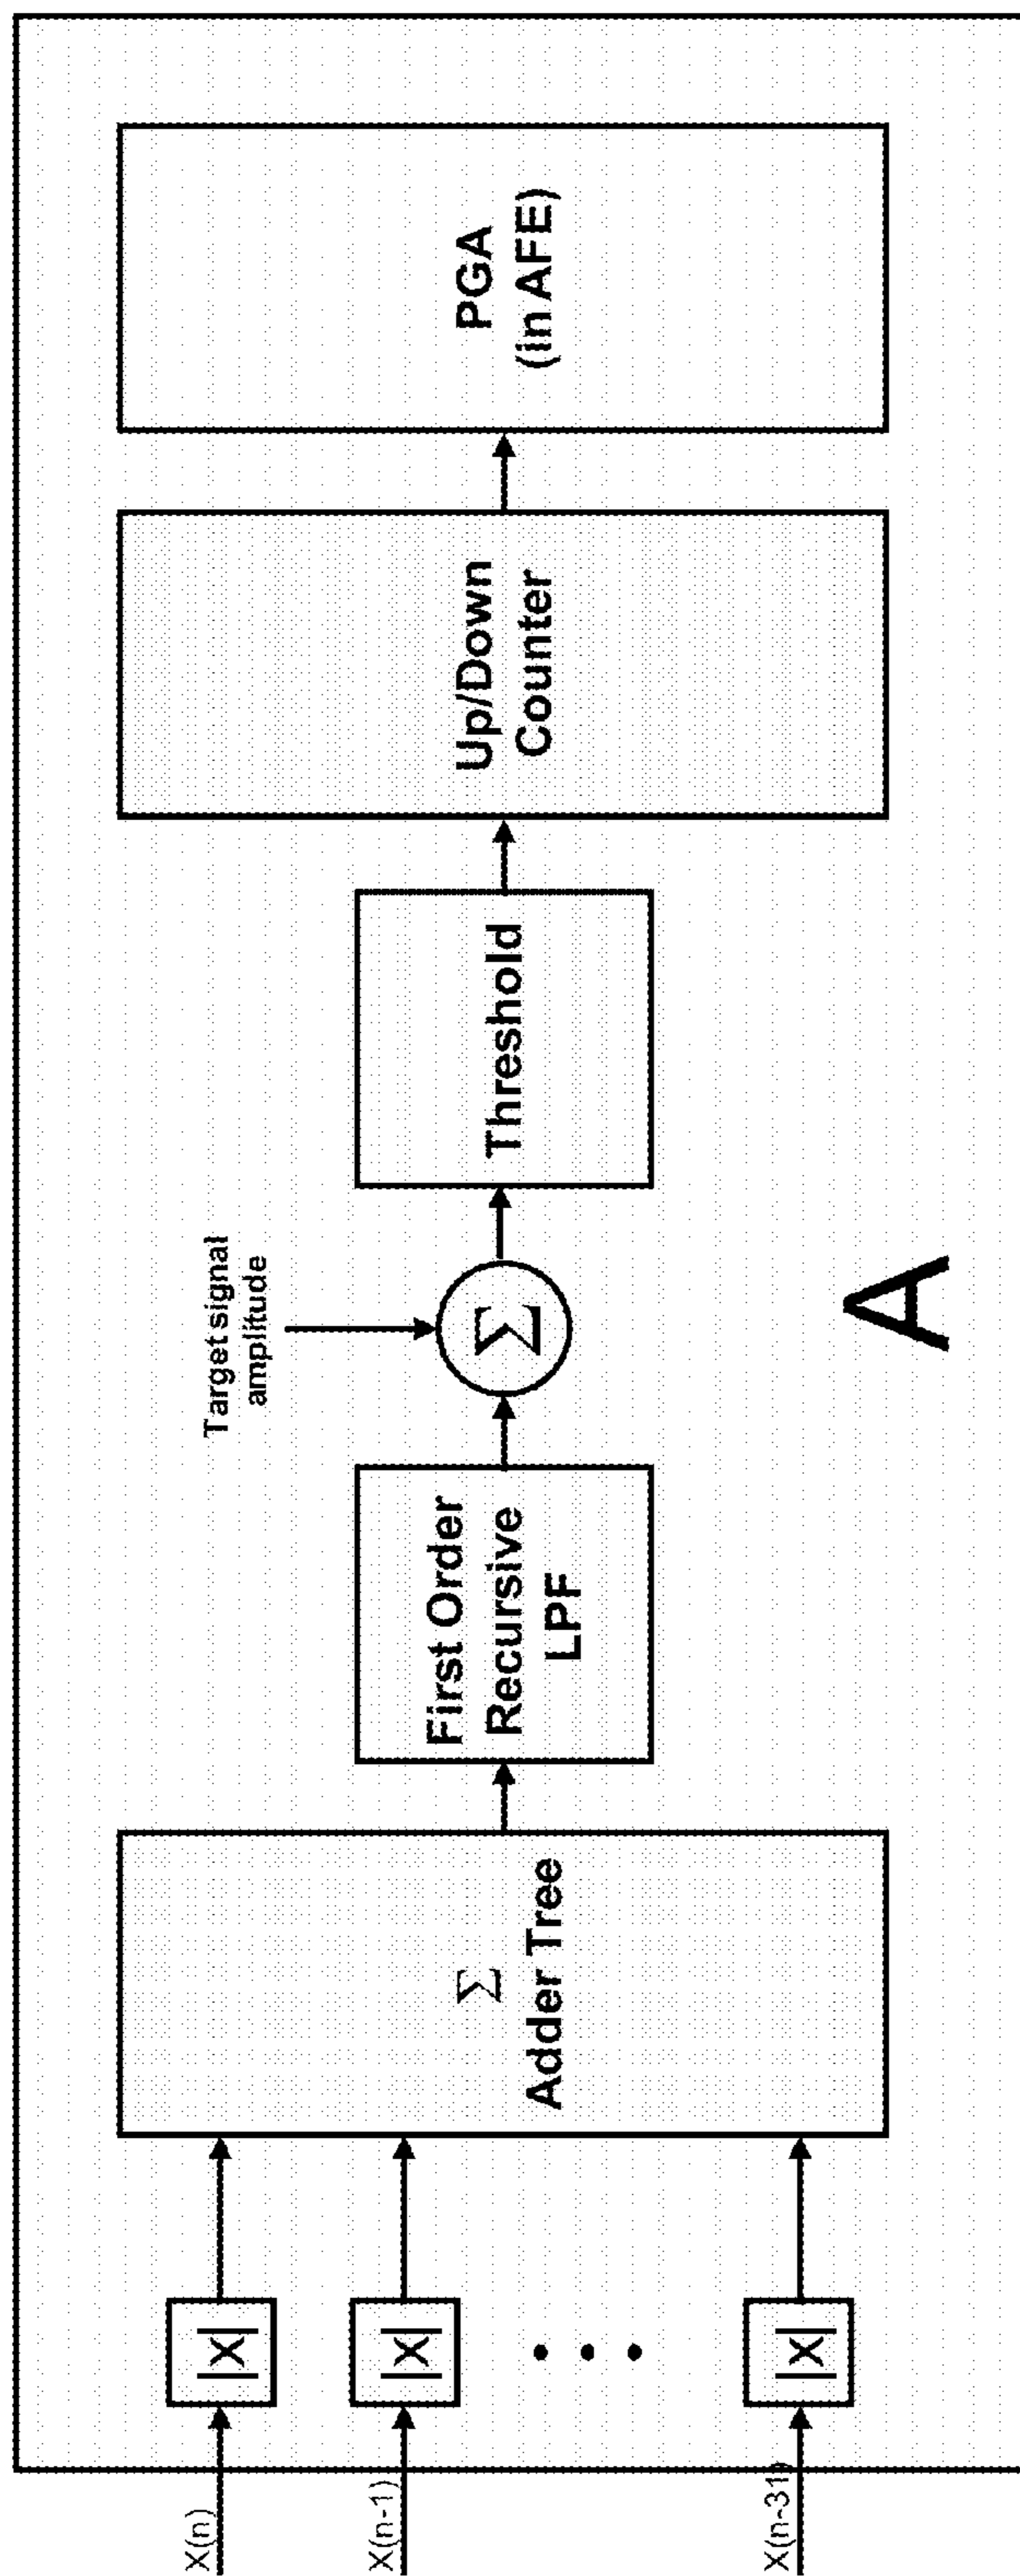 X(n)
X(n-1)
X(n-31)
|X|
|X|
|X|
Σ
Adder Tree
First Order
Recursive
LPF
Target signal
amplitude
Σ
Threshold
Up/Down
Counter
PGA
(in AFE)
A